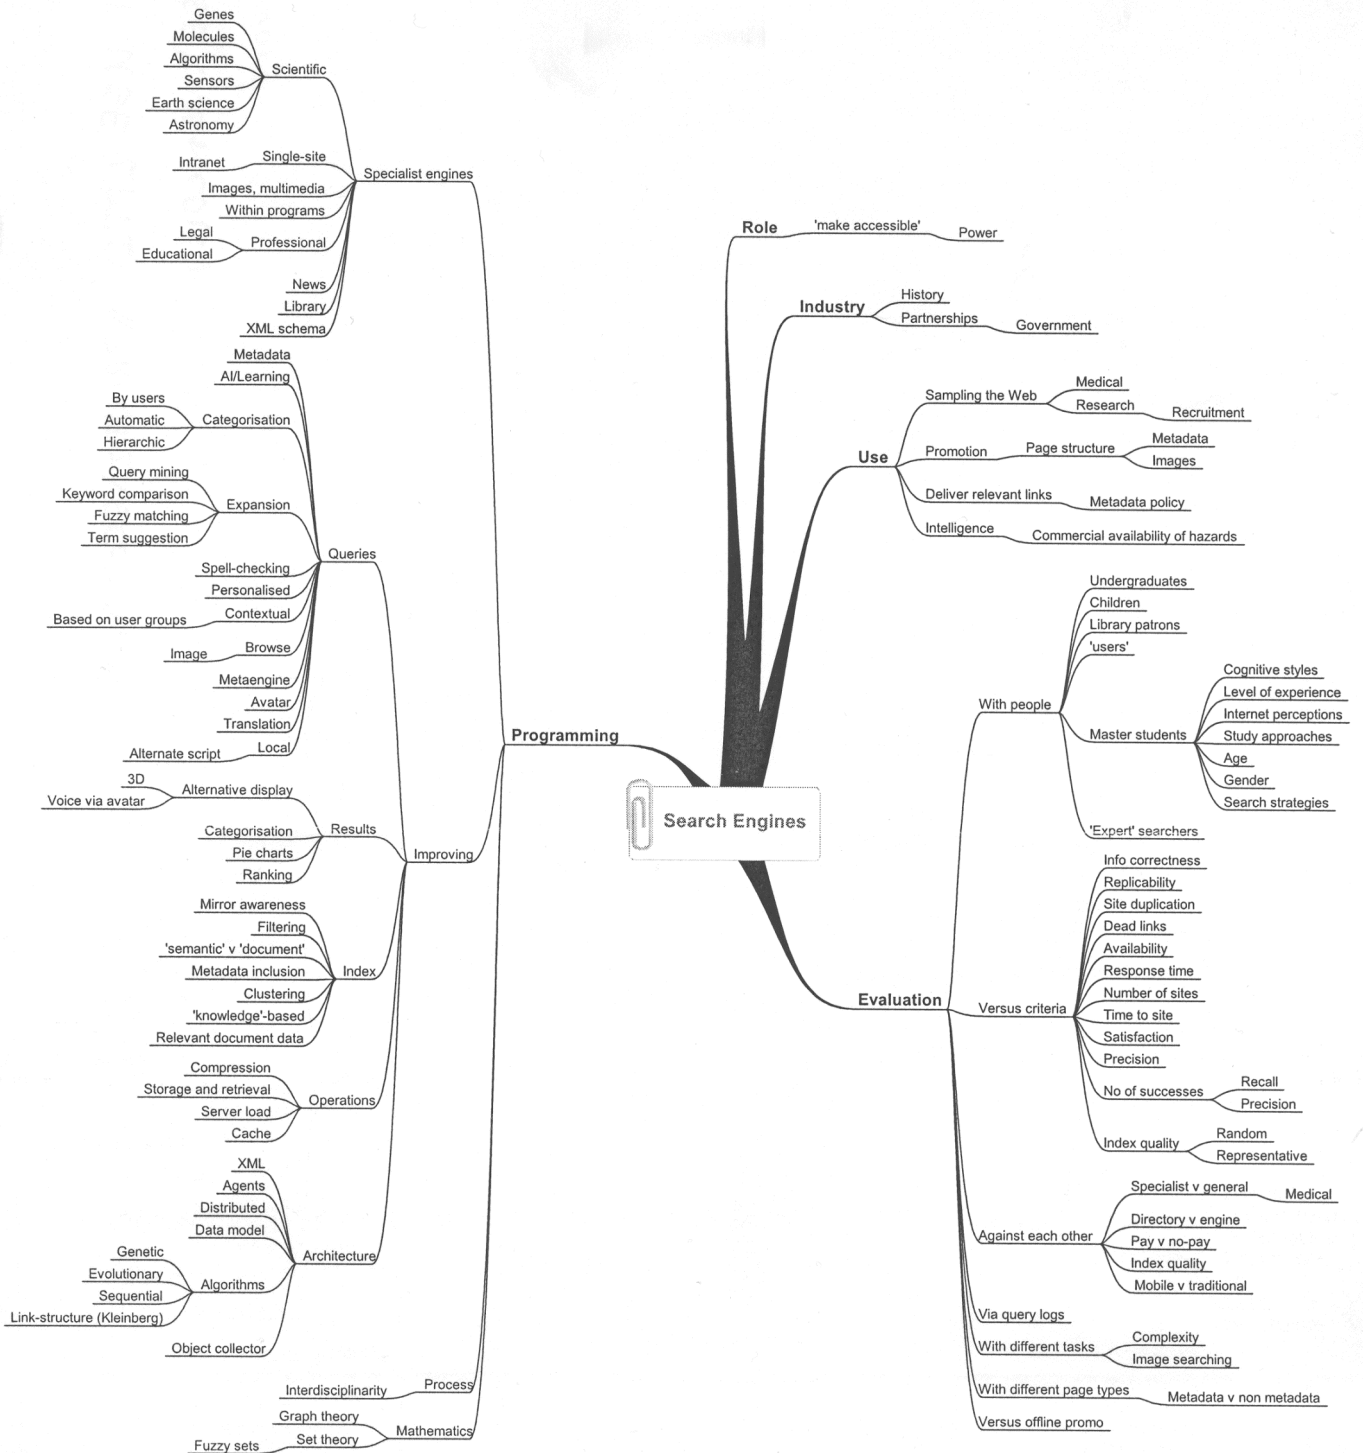 Search Engines
Role
'make accessible'
Power
Industry
History
Partnerships
Government
Use
Sampling the Web
Medical
Research
Recruitment
Promotion
Page structure
Metadata
Images
Deliver relevant links
Metadata policy
Intelligence
Commercial availability of hazards
Evaluation
With people
Undergraduates
Children
Library patrons
'users'
Master students
Cognitive styles
Level of experience
Internet perceptions
Study approaches
Age
Gender
Search strategies
'Expert' searchers
Versus criteria
Info correctness
Replicability
Site duplication
Dead links
Availability
Response time
Number of sites
Time to site
Satisfaction
Precision
No of successes
Recall
Precision
Index quality
Random
Representative
Against each other
Specialist v general
Medical
Directory v engine
Pay v no-pay
Index quality
Mobile v traditional
Via query logs
With different tasks
Complexity
Image searching
With different page types
Metadata v non metadata
Versus offline promo
Programming
Specialist engines
Scientific
Genes
Molecules
Algorithms
Sensors
Earth science
Astronomy
Single-site
Intranet
Images, multimedia
Within programs
Professional
Legal
Educational
News
Library
XML schema
Improving
Queries
Metadata
AI/Learning
Categorisation
By users
Automatic
Hierarchic
Expansion
Query mining
Keyword comparison
Fuzzy matching
Term suggestion
Spell-checking
Personalised
Contextual
Based on user groups
Browse
Image
Metaengine
Avatar
Translation
Local
Alternate script
Results
Alternative display
3D
Voice via avatar
Categorisation
Pie charts
Ranking
Index
Mirror awareness
Filtering
'semantic' v 'document'
Metadata inclusion
Clustering
'knowledge'-based
Relevant document data
Operations
Compression
Storage and retrieval
Server load
Cache
Architecture
XML
Agents
Distributed
Data model
Algorithms
Genetic
Evolutionary
Sequential
Link-structure (Kleinberg)
Object collector
Process
Interdisciplinarity
Mathematics
Graph theory
Set theory
Fuzzy sets